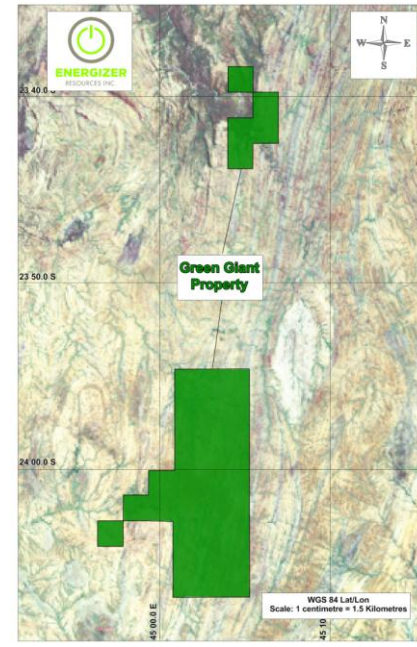 ENERGIZER
RESOURCES INC.
N
W E
S
23 40.0 S
Green Giant
Property
23 50.0 S
24 00.0 S
WGS 84 Lat/Lon
Scale: 1 centimetre = 1.5 Kilometres
45 00.0 E
45 10